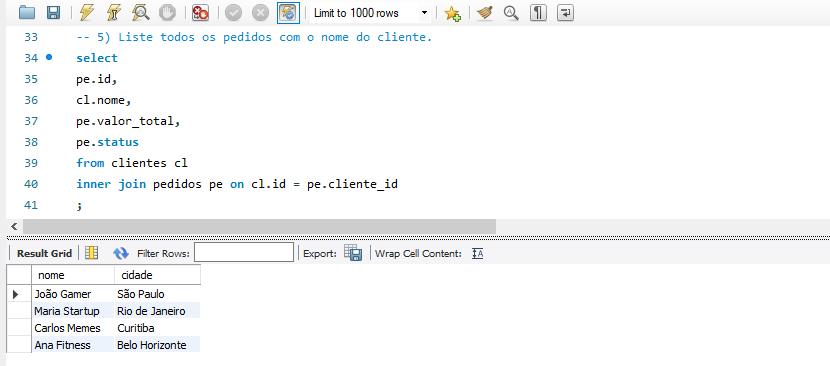 Limit to 1000 rows
33 -- 5) Liste todos os pedidos com o nome do cliente.
34 select
35 pe.id,
36 cl.nome,
37 pe.valor_total,
38 pe.status
39 from clientes cl
40 inner join pedidos pe on cl.id = pe.cliente_id
41 ;
Result Grid Filter Rows: Export: Wrap Cell Content:
nome cidade
João Gamer São Paulo
Maria Startup Rio de Janeiro
Carlos Memes Curitiba
Ana Fitness Belo Horizonte